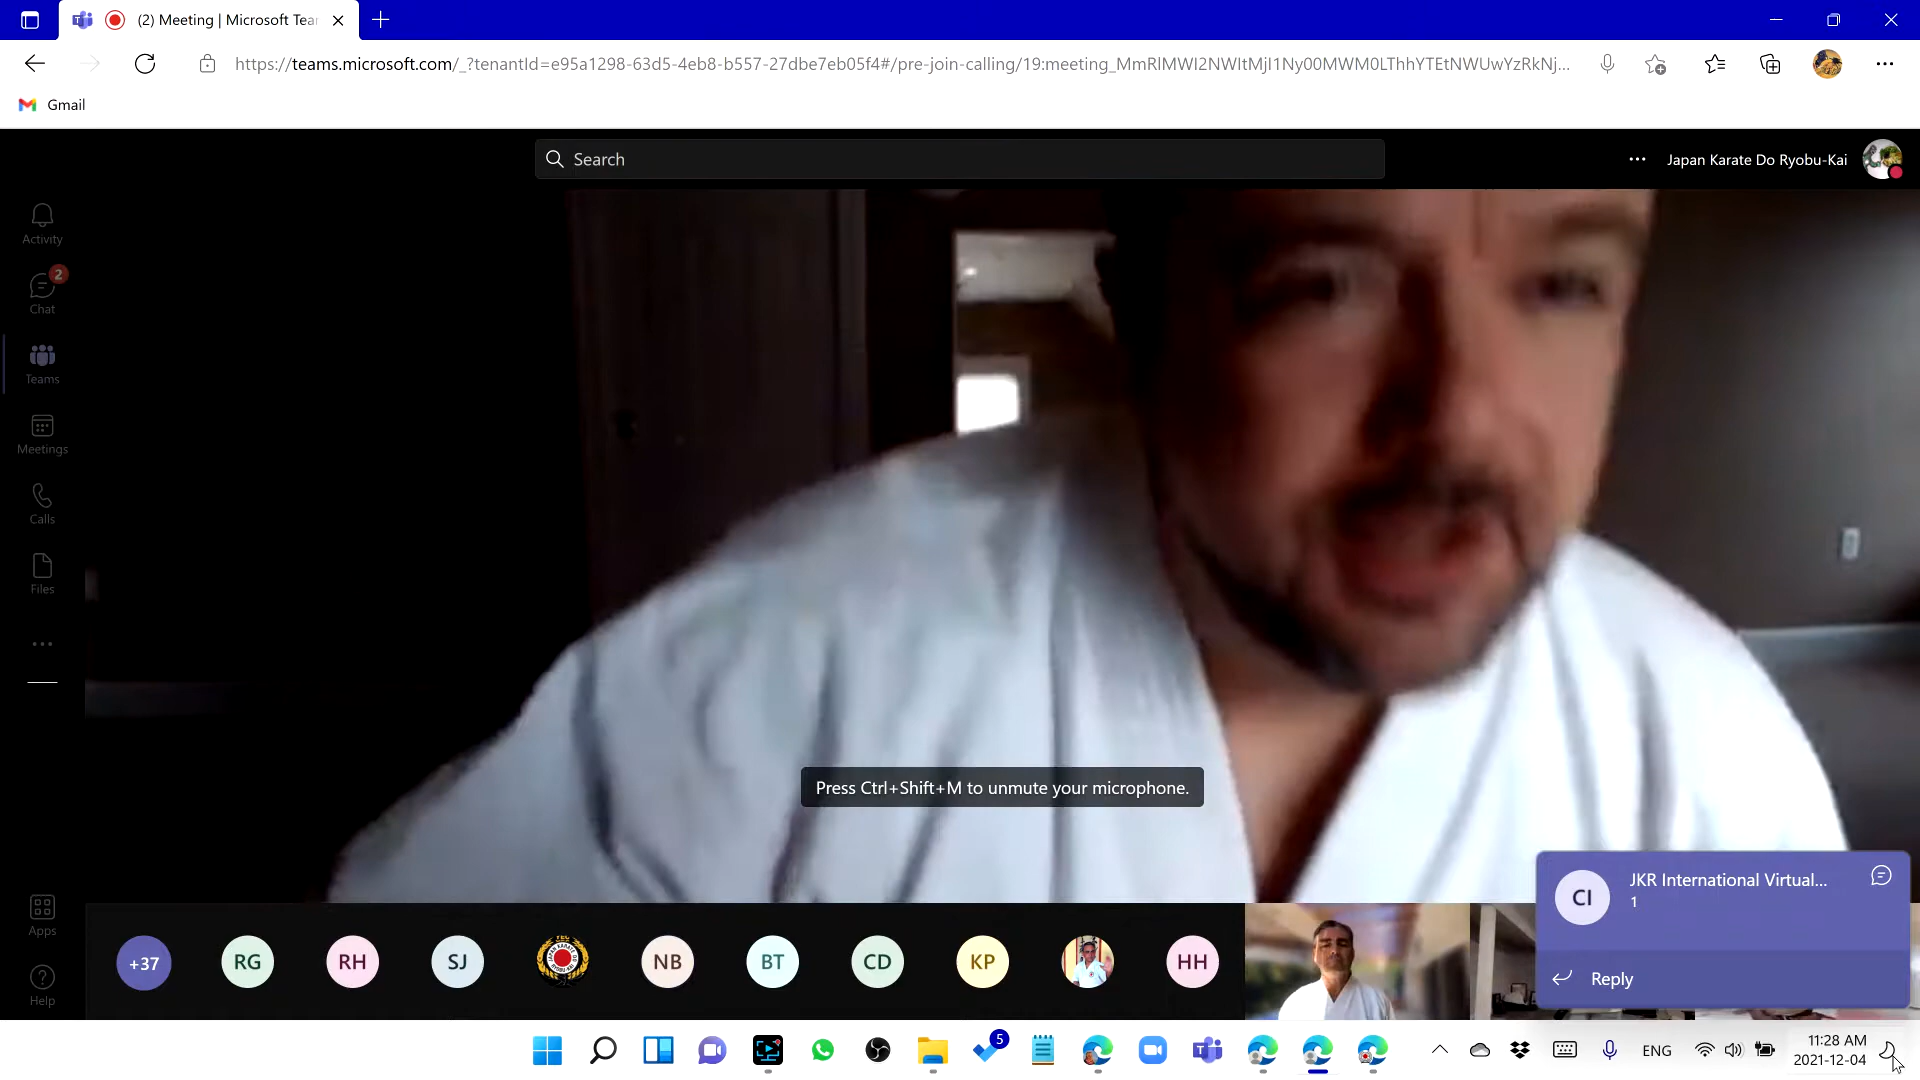 (2) Meeting | Microsoft Tea
https://teams.microsoft.com/_?tenantId=e95a1298-63d5-4eb8-b557-27dbe7eb05f4#/pre-join-calling/19:meeting_MmRlMWI2NWItMjI1Ny00MWM0LThhYTEtNWUwYzRkNj...
Gmail
Search
Japan Karate Do Ryobu-Kai
Activity
2
Chat
Teams
Meetings
Calls
Files
Apps
Help
Press Ctrl+Shift+M to unmute your microphone.
CI
JKR International Virtual...
1
Reply
+37
RG
RH
SJ
NB
BT
CD
KP
HH
5
ENG
11:28 AM
2021-12-04